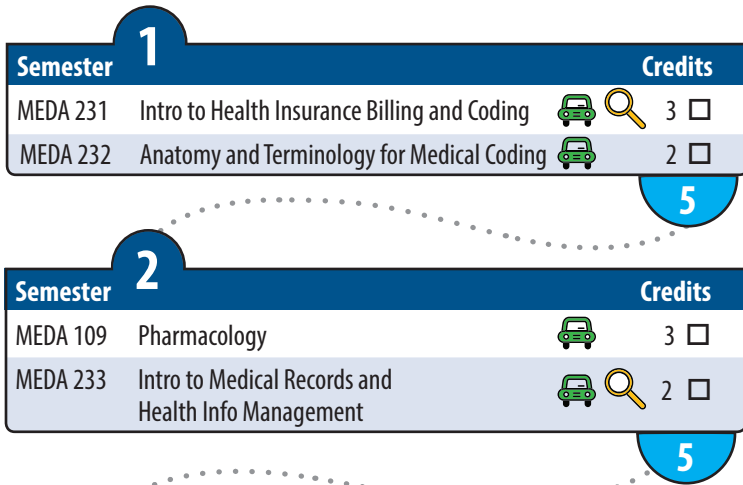 1
Semester Credits
MEDA 231 Intro to Health Insurance Billing and Coding 3
MEDA 232 Anatomy and Terminology for Medical Coding 2
5
2
Semester Credits
MEDA 109 Pharmacology 3
MEDA 233 Intro to Medical Records and 2
Health Info Management
5